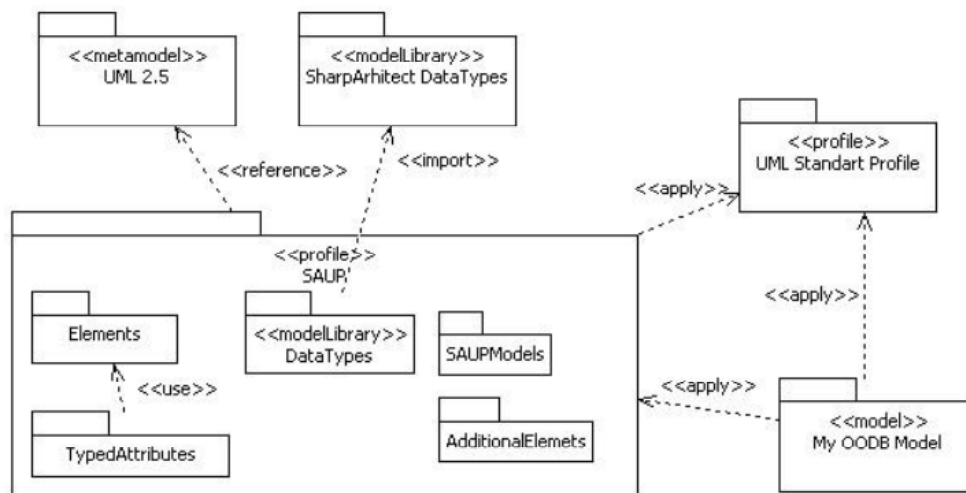 <<metamodel>>
UML 2.5
<<modelLibrary>>
SharpArhitect DataTypes
<<profile>>
UML Standart Profile
<<reference>>
<<import>>
<<apply>>
<<profile>>
SAUP
<<apply>>
Elements
<<modelLibrary>>
DataTypes
SAUPModels
<<use>>
<<apply>>
TypedAttributes
AdditionalElemets
<<model>>
My OODB Model